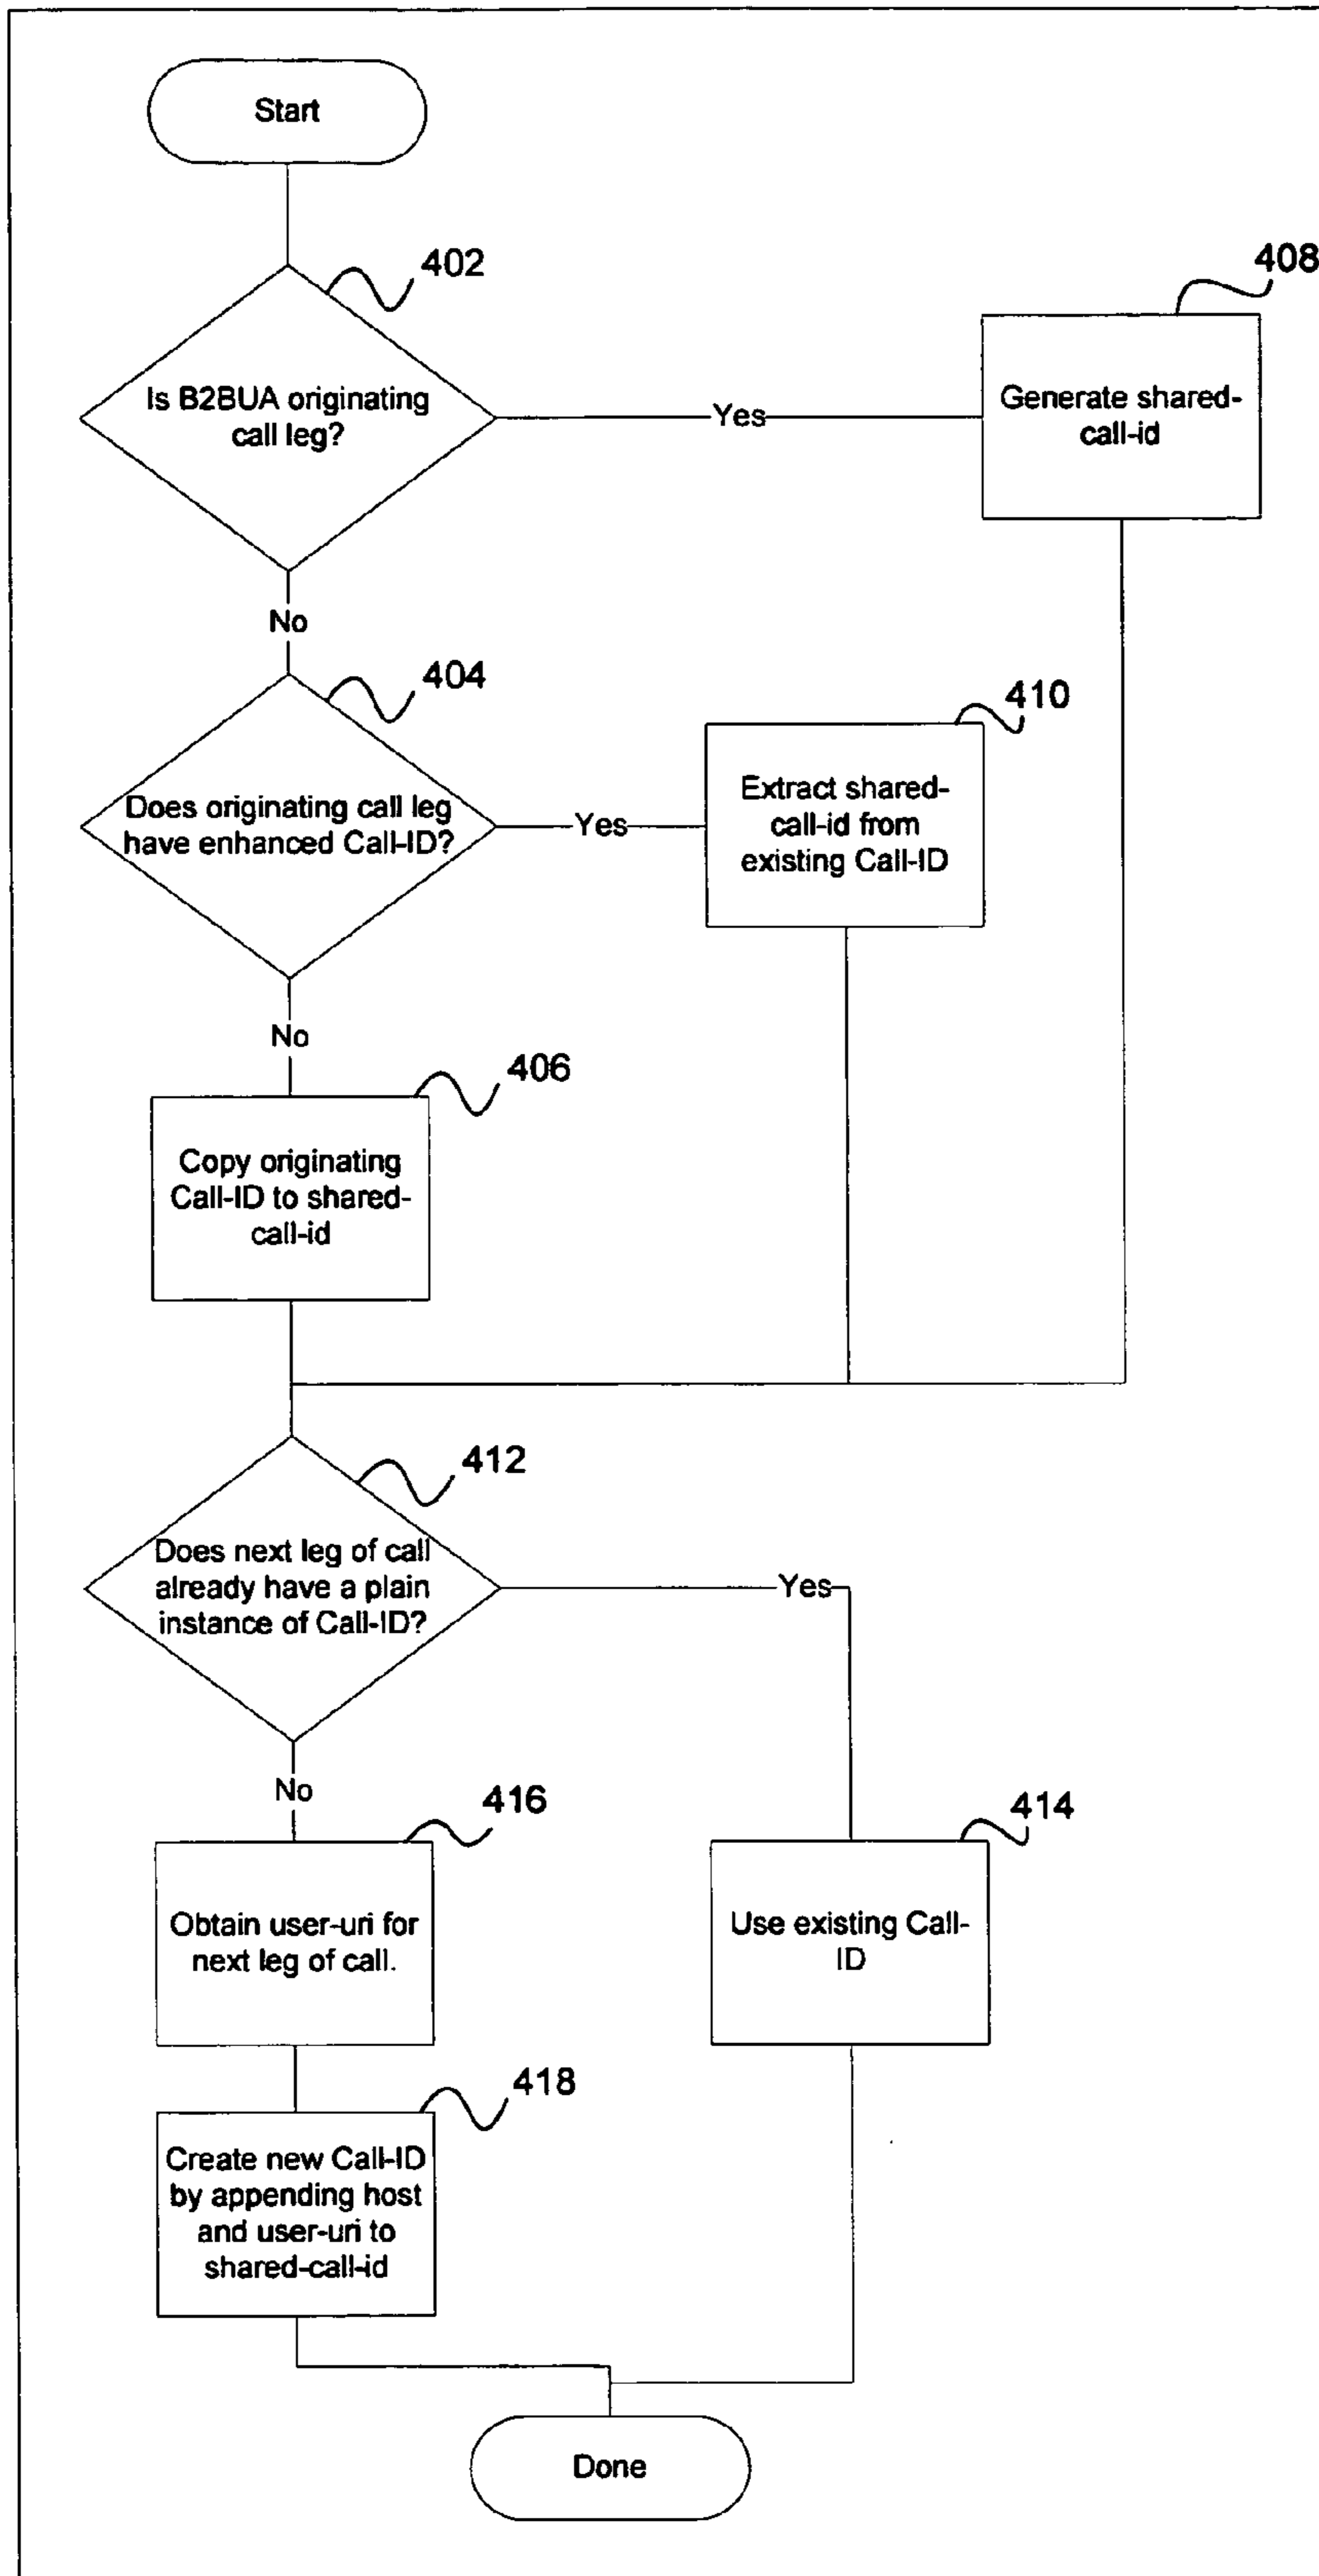 Start
402
Is B2BUA originating
call leg?
Yes
408
Generate shared-
call-id
No
404
Does originating call leg
have enhanced Call-ID?
Yes
410
Extract shared-
call-id from
existing Call-ID
No
406
Copy originating
Call-ID to shared-
call-id
412
Does next leg of call
already have a plain
instance of Call-ID?
Yes
No
416
Obtain user-uri for
next leg of call.
414
Use existing Call-
ID
418
Create new Call-ID
by appending host
and user-uri to
shared-call-id
Done